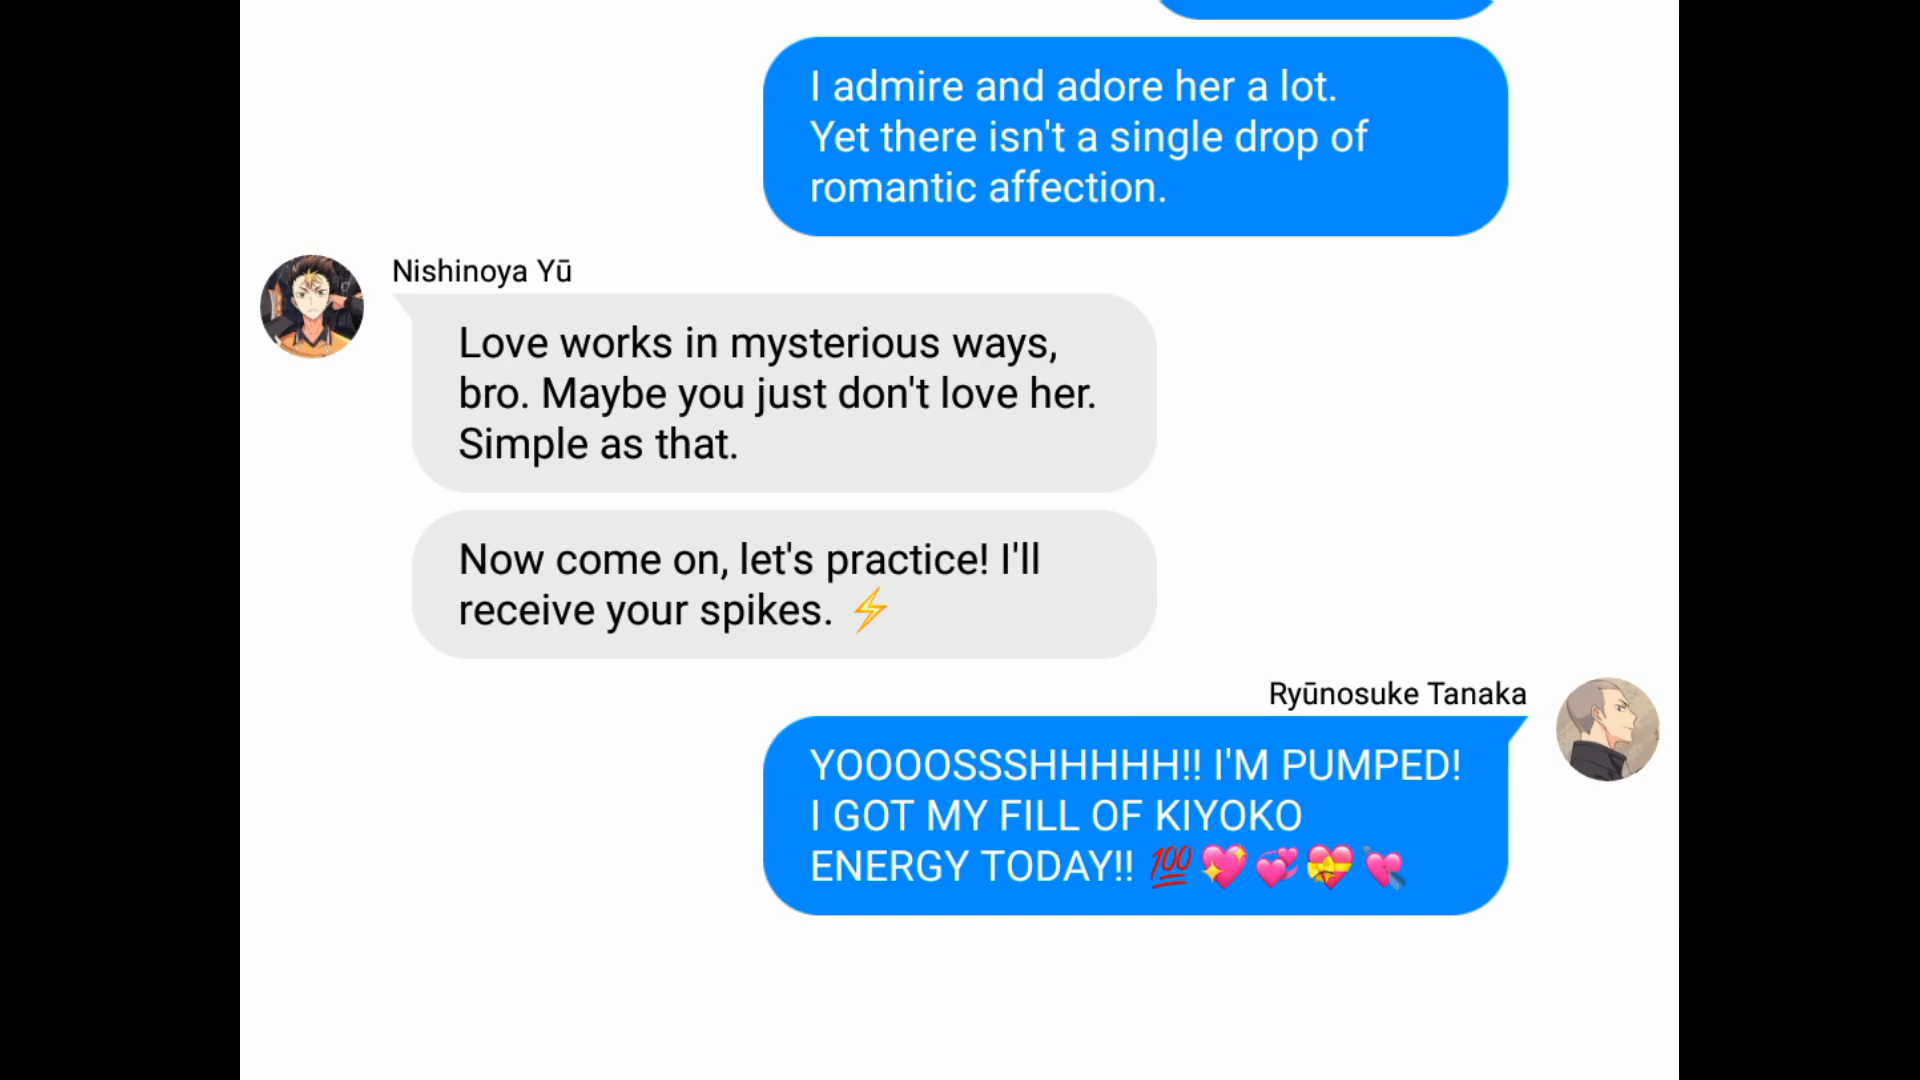 I admire and adore her a lot.
Yet there isn't a single drop of
romantic affection.
Nishinoya Yū
Love works in mysterious ways,
bro. Maybe you just don't love her.
Simple as that.
Now come on, let's practice! I'll
receive your spikes. ⚡
Ryūnosuke Tanaka
YOOOOSSSHHHHH!! I'M PUMPED!
I GOT MY FILL OF KIYOKO
ENERGY TODAY!! 💯💖💞💝💘